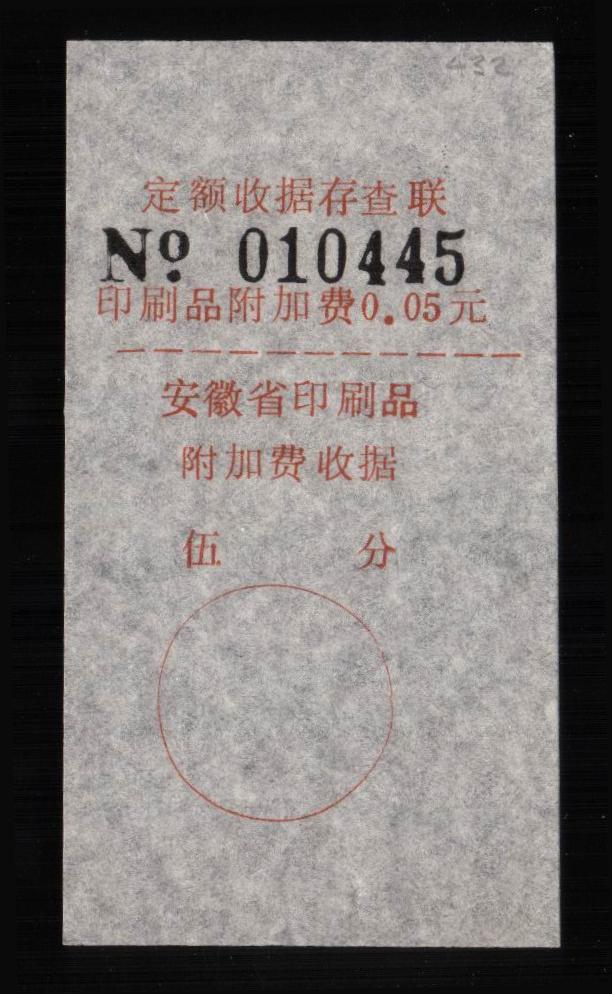 432
定额收据存查联
Nº 010445
印刷品附加费0.05元
安徽省印刷品
附加费收据
伍 分